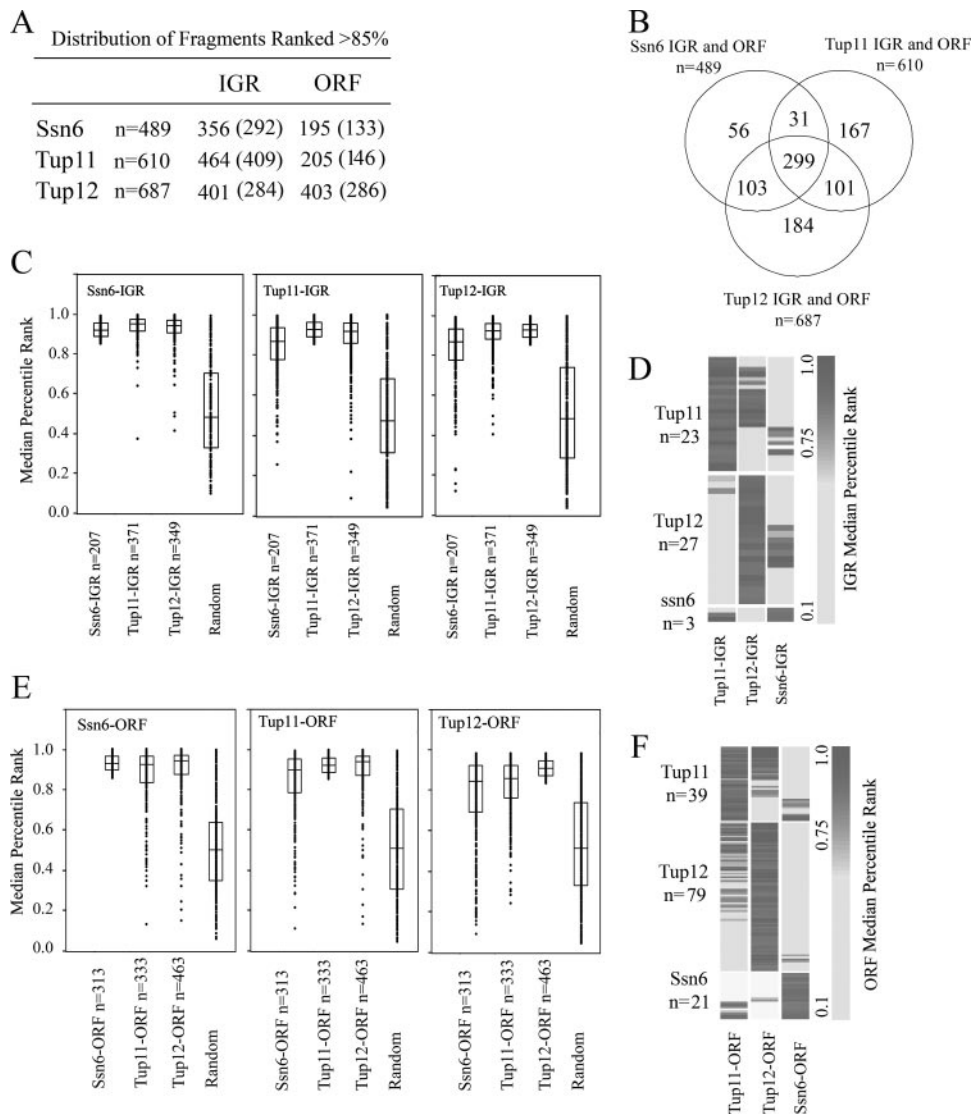 A
Distribution of Fragments Ranked >85%
IGR ORF
Ssn6 n=489 356 (292) 195 (133)
Tup11 n=610 464 (409) 205 (146)
Tup12 n=687 401 (284) 403 (286)
B
Ssn6 IGR and ORF
n=489
Tup11 IGR and ORF
n=610
56 31 167
299
103 101
184
Tup12 IGR and ORF
n=687
C
Median Percentile Rank
1.0
0.8
0.6
0.4
0.2
0.0
Ssn6-IGR
Tup11-IGR
Tup12-IGR
Ssn6-IGR n=207
Tup11-IGR n=371
Tup12-IGR n=349
Random
Ssn6-IGR n=207
Tup11-IGR n=371
Tup12-IGR n=349
Random
Ssn6-IGR n=207
Tup11-IGR n=371
Tup12-IGR n=349
Random
D
Tup11
n=23
Tup12
n=27
ssn6
n=3
Tup11-IGR
Tup12-IGR
Ssn6-IGR
1.0
0.75
0.1
IGR Median Percentile Rank
E
Median Percentile Rank
1.0
0.8
0.6
0.4
0.2
0.0
Ssn6-ORF
Tup11-ORF
Tup12-ORF
Ssn6-ORF n=313
Tup11-ORF n=333
Tup12-ORF n=463
Random
Ssn6-ORF n=313
Tup11-ORF n=333
Tup12-ORF n=463
Random
Ssn6-ORF n=313
Tup11-ORF n=333
Tup12-ORF n=463
Random
F
Tup11
n=39
Tup12
n=79
Ssn6
n=21
Tup11-ORF
Tup12-ORF
Ssn6-ORF
1.0
0.75
0.1
ORF Median Percentile Rank